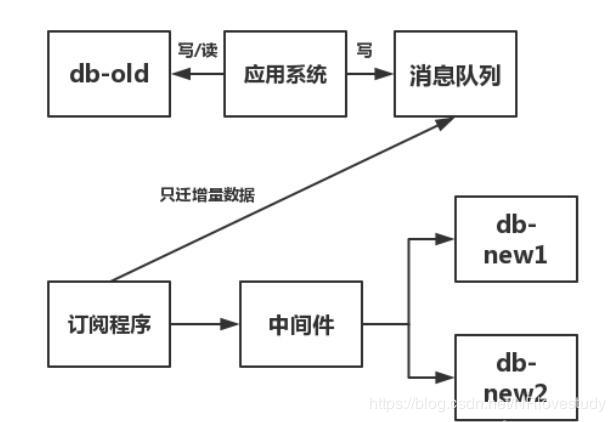 写/读
写
db-old
应用系统
消息队列
只迁增量数据
db-
new1
订阅程序
中间件
db-
new2
https://blog.csdn.net/HHlovestudy